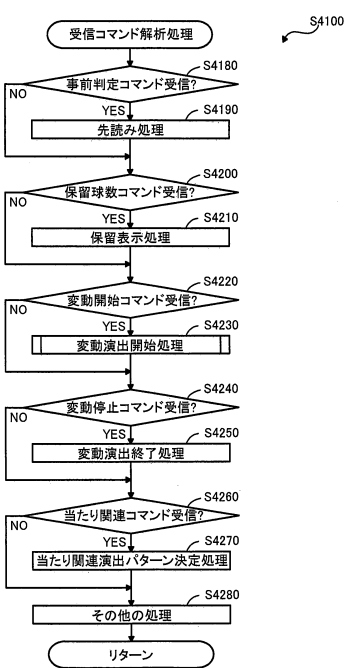 S4100
受信コマンド解析処理
S4180
事前判定コマンド受信?
NO
YES
S4190
先読み処理
S4200
保留球数コマンド受信?
NO
YES
S4210
保留表示処理
S4220
変動開始コマンド受信?
NO
YES
S4230
変動演出開始処理
S4240
変動停止コマンド受信?
NO
YES
S4250
変動演出終了処理
S4260
当たり関連コマンド受信?
NO
YES
S4270
当たり関連演出パターン決定処理
S4280
その他の処理
リターン